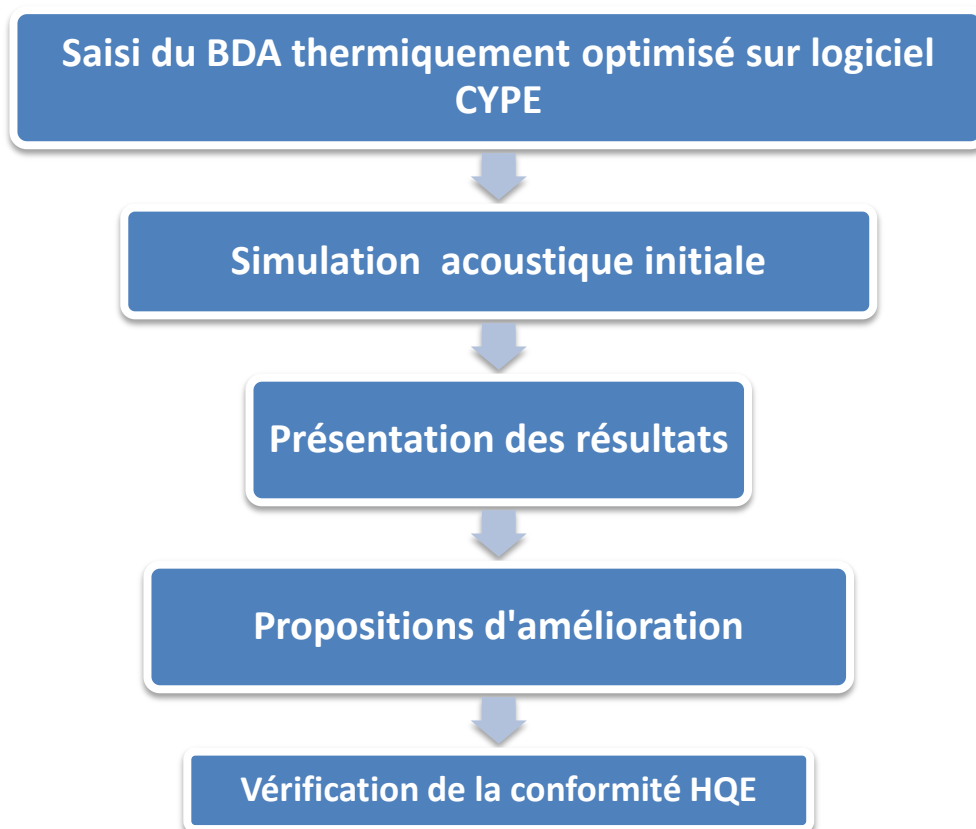 Saisi du BDA thermiquement optimisé sur logiciel
CYPE
Simulation  acoustique initiale
Présentation des résultats
Propositions d'amélioration
Vérification de la conformité HQE